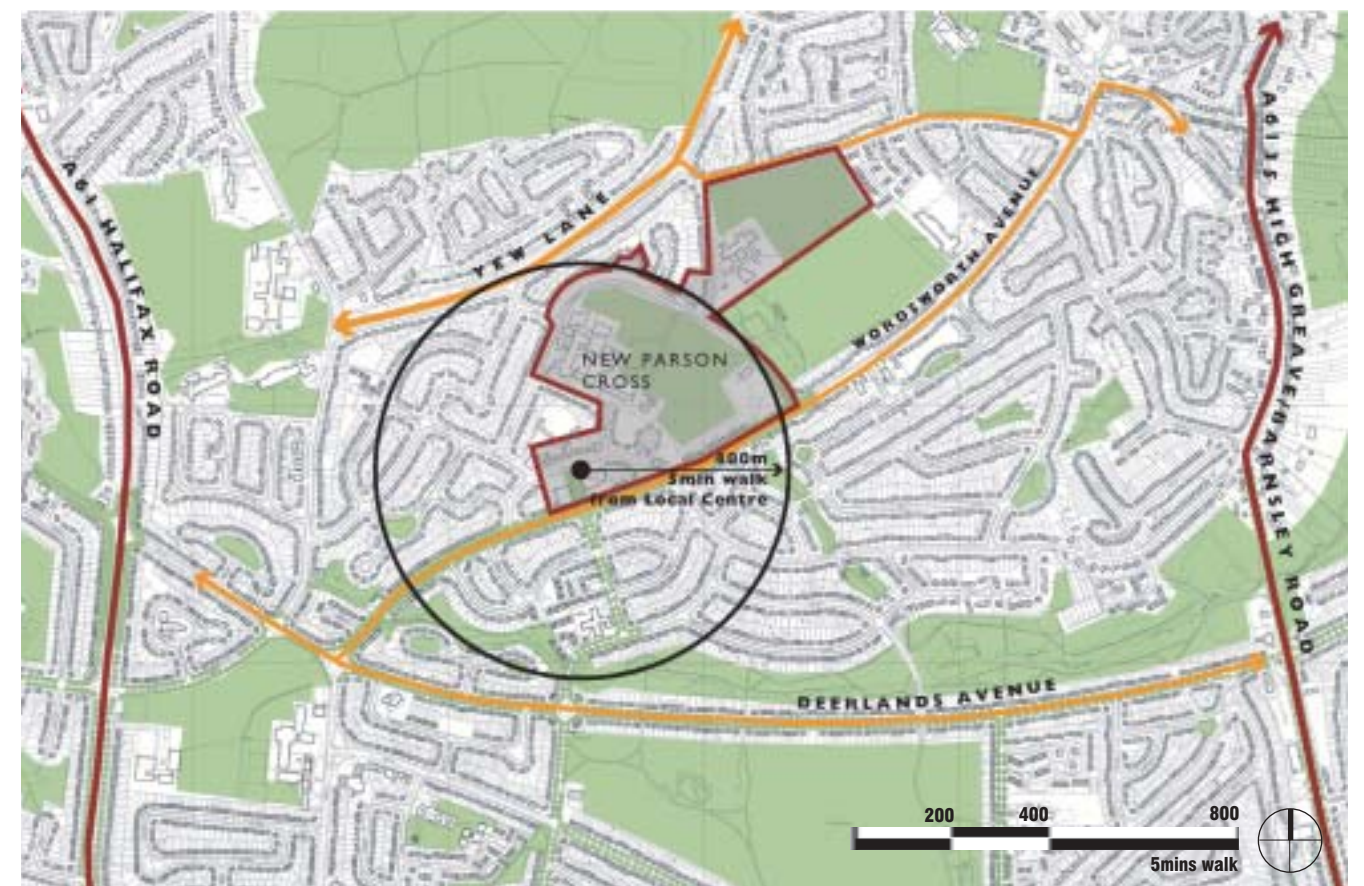 A61 HALIFAX ROAD
YEW LANE
WORDSWORTH AVENUE
A6135 HIGH GREAVE/BARNSLEY ROAD
NEW PARSON
CROSS
400m
5min walk
from Local Centre
DEERLANDS AVENUE
200 400 800
5mins walk